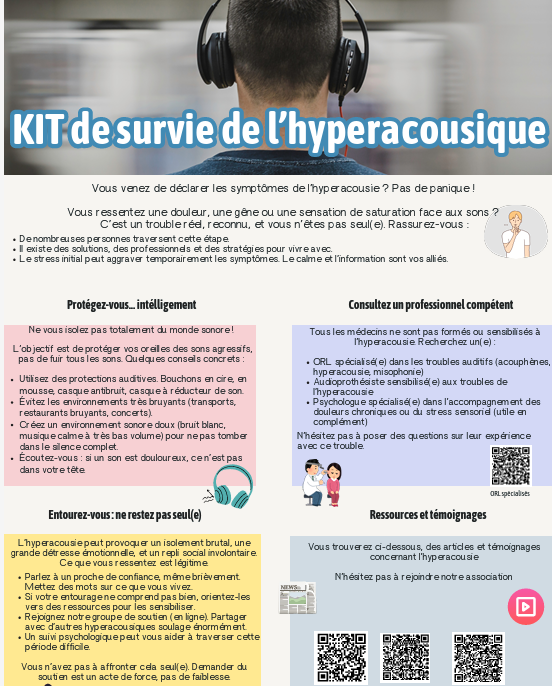 KIT de survie de l'hyperacousique
Vous venez de déclarer les symptômes de l'hyperacousie ? Pas de panique !
Vous ressentez une douleur, une gêne ou une sensation de saturation face aux sons ?
C'est un trouble réel, reconnu, et vous n'êtes pas seul(e). Rassurez-vous :
• De nombreuses personnes traversent cette étape.
• Il existe des solutions, des professionnels et des stratégies pour vivre avec.
• Le stress initial peut aggraver temporairement les symptômes. Le calme et l'information sont vos alliés.
Protégez-vous... intélligement
Ne vous isolez pas totalement du monde sonore !
L'objectif est de protéger vos oreilles des sons agressifs,
pas de fuir tous les sons. Quelques conseils concrets :
• Utilisez des protections auditives. Bouchons en cire, en
mousse, casque antibruit, casque à réducteur de son.
• Évitez les environnements très bruyants (transports,
restaurants bruyants, concerts).
• Créez un environnement sonore doux (bruit blanc,
musique calme à très bas volume) pour ne pas tomber
dans le silence complet.
• Écoutez-vous : si un son est douloureux, ce n'est pas
dans votre tête.
Consultez un professionnel compétent
Tous les médecins ne sont pas formés ou sensibilisés à
l'hyperacousie. Recherchez un(e) :
• ORL spécialisé(e) dans les troubles auditifs (acouphènes,
hyperacousie, misophonie)
• Audioprothésiste sensibilisé(e) aux troubles de
l'hyperacousie
• Psychologue spécialisé(e) dans l'accompagnement des
douleurs chroniques ou du stress sensoriel (utile en
complément)
N'hésitez pas à poser des questions sur leur expérience
avec ce trouble.
ORL spécialisés
Entourez-vous : ne restez pas seul(e)
L'hyperacousie peut provoquer un isolement brutal, une
grande détresse émotionnelle, et un repli social involontaire.
Ce que vous ressentez est légitime.
• Parlez à un proche de confiance, même brièvement.
Mettez des mots sur ce que vous vivez.
• Si votre entourage ne comprend pas bien, orientez-les
vers des ressources pour les sensibiliser.
• Rejoignez notre groupe de soutien (en ligne). Partager
avec d'autres hyperacousiques soulage énormément.
• Un suivi psychologique peut vous aider à traverser cette
période difficile.
Vous n'avez pas à affronter cela seul(e). Demander du
soutien est un acte de force, pas de faiblesse.
Ressources et témoignages
Vous trouverez ci-dessous, des articles et témoignages
concernant l'hyperacousie
N'hésitez pas à rejoindre notre association
NEWS